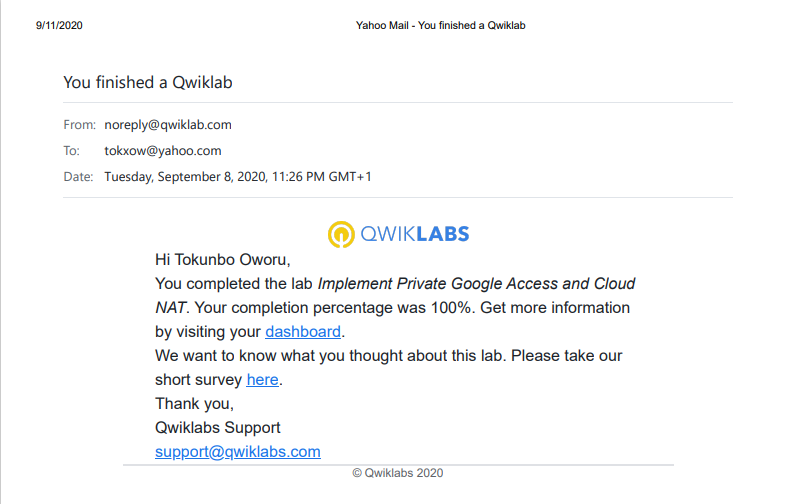 9/11/2020 Yahoo Mail - You finished a Qwiklab
You finished a Qwiklab
From: noreply@qwiklab.com
To: tokxow@yahoo.com
Date: Tuesday, September 8, 2020, 11:26 PM GMT+1
QWIKLABS
Hi Tokunbo Oworu,
You completed the lab Implement Private Google Access and Cloud
NAT. Your completion percentage was 100%. Get more information
by visiting your dashboard.
We want to know what you thought about this lab. Please take our
short survey here.
Thank you,
Qwiklabs Support
support@qwiklabs.com
© Qwiklabs 2020